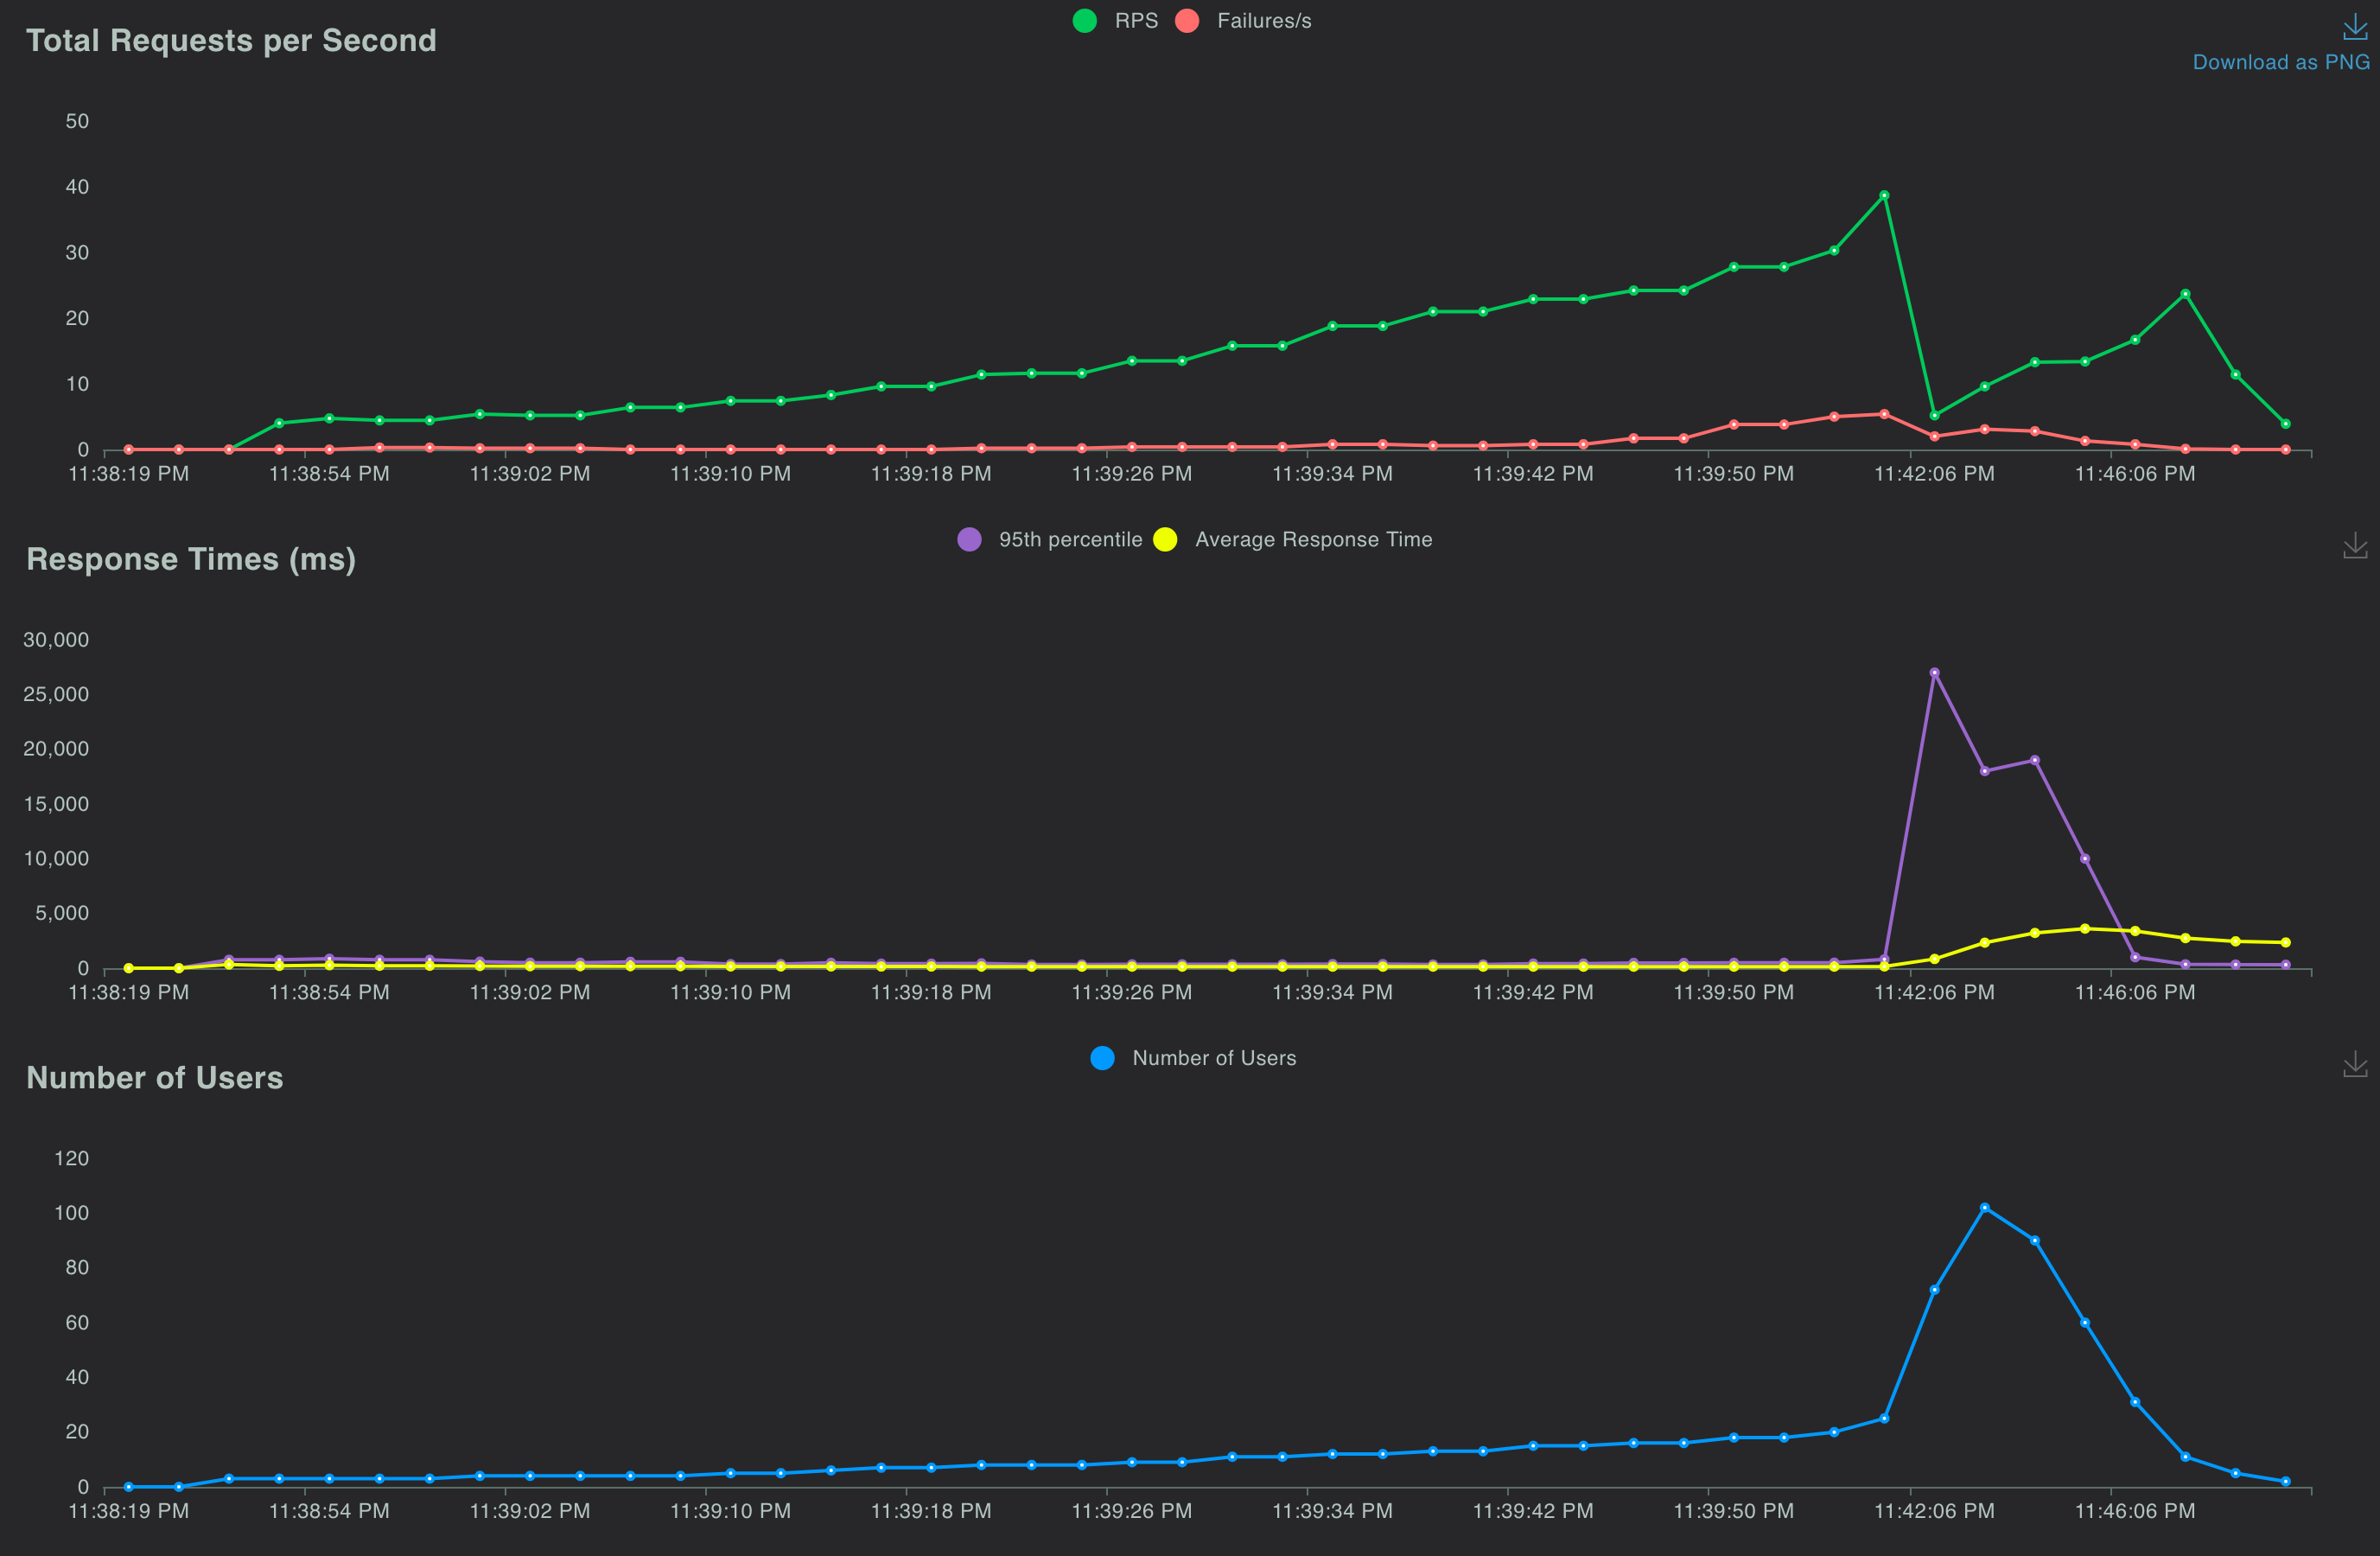 Total Requests per Second
RPS Failures/s
Download as PNG
50
40
30
20
10
0
11:38:19 PM 11:38:54 PM 11:39:02 PM 11:39:10 PM 11:39:18 PM 11:39:26 PM 11:39:34 PM 11:39:42 PM 11:39:50 PM 11:42:06 PM 11:46:06 PM
Response Times (ms)
95th percentile Average Response Time
30,000
25,000
20,000
15,000
10,000
5,000
0
11:38:19 PM 11:38:54 PM 11:39:02 PM 11:39:10 PM 11:39:18 PM 11:39:26 PM 11:39:34 PM 11:39:42 PM 11:39:50 PM 11:42:06 PM 11:46:06 PM
Number of Users
Number of Users
120
100
80
60
40
20
0
11:38:19 PM 11:38:54 PM 11:39:02 PM 11:39:10 PM 11:39:18 PM 11:39:26 PM 11:39:34 PM 11:39:42 PM 11:39:50 PM 11:42:06 PM 11:46:06 PM